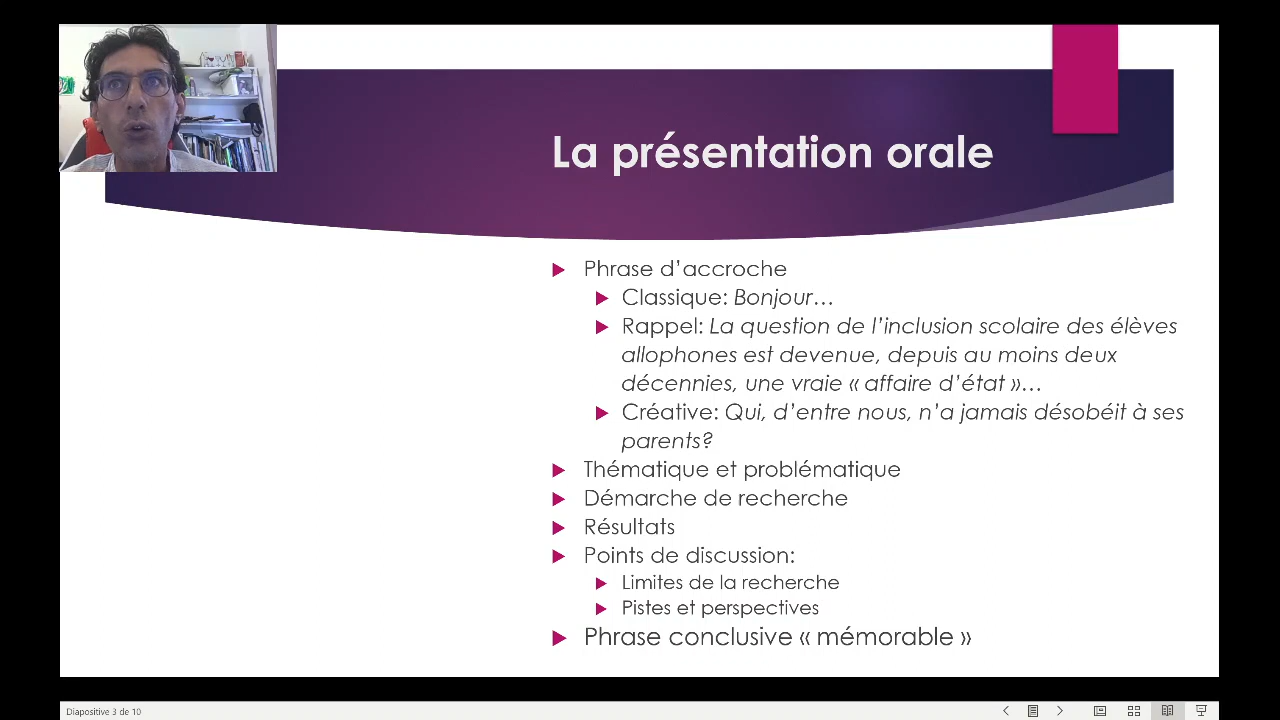 La présentation orale
Phrase d’accroche
Classique: Bonjour…
Rappel: La question de l’inclusion scolaire des élèves
allophones est devenue, depuis au moins deux
décennies, une vraie « affaire d’état »…
Créative: Qui, d’entre nous, n’a jamais désobéit à ses
parents?
Thématique et problématique
Démarche de recherche
Résultats
Points de discussion:
Limites de la recherche
Pistes et perspectives
Phrase conclusive « mémorable »
Diapositive 3 de 10